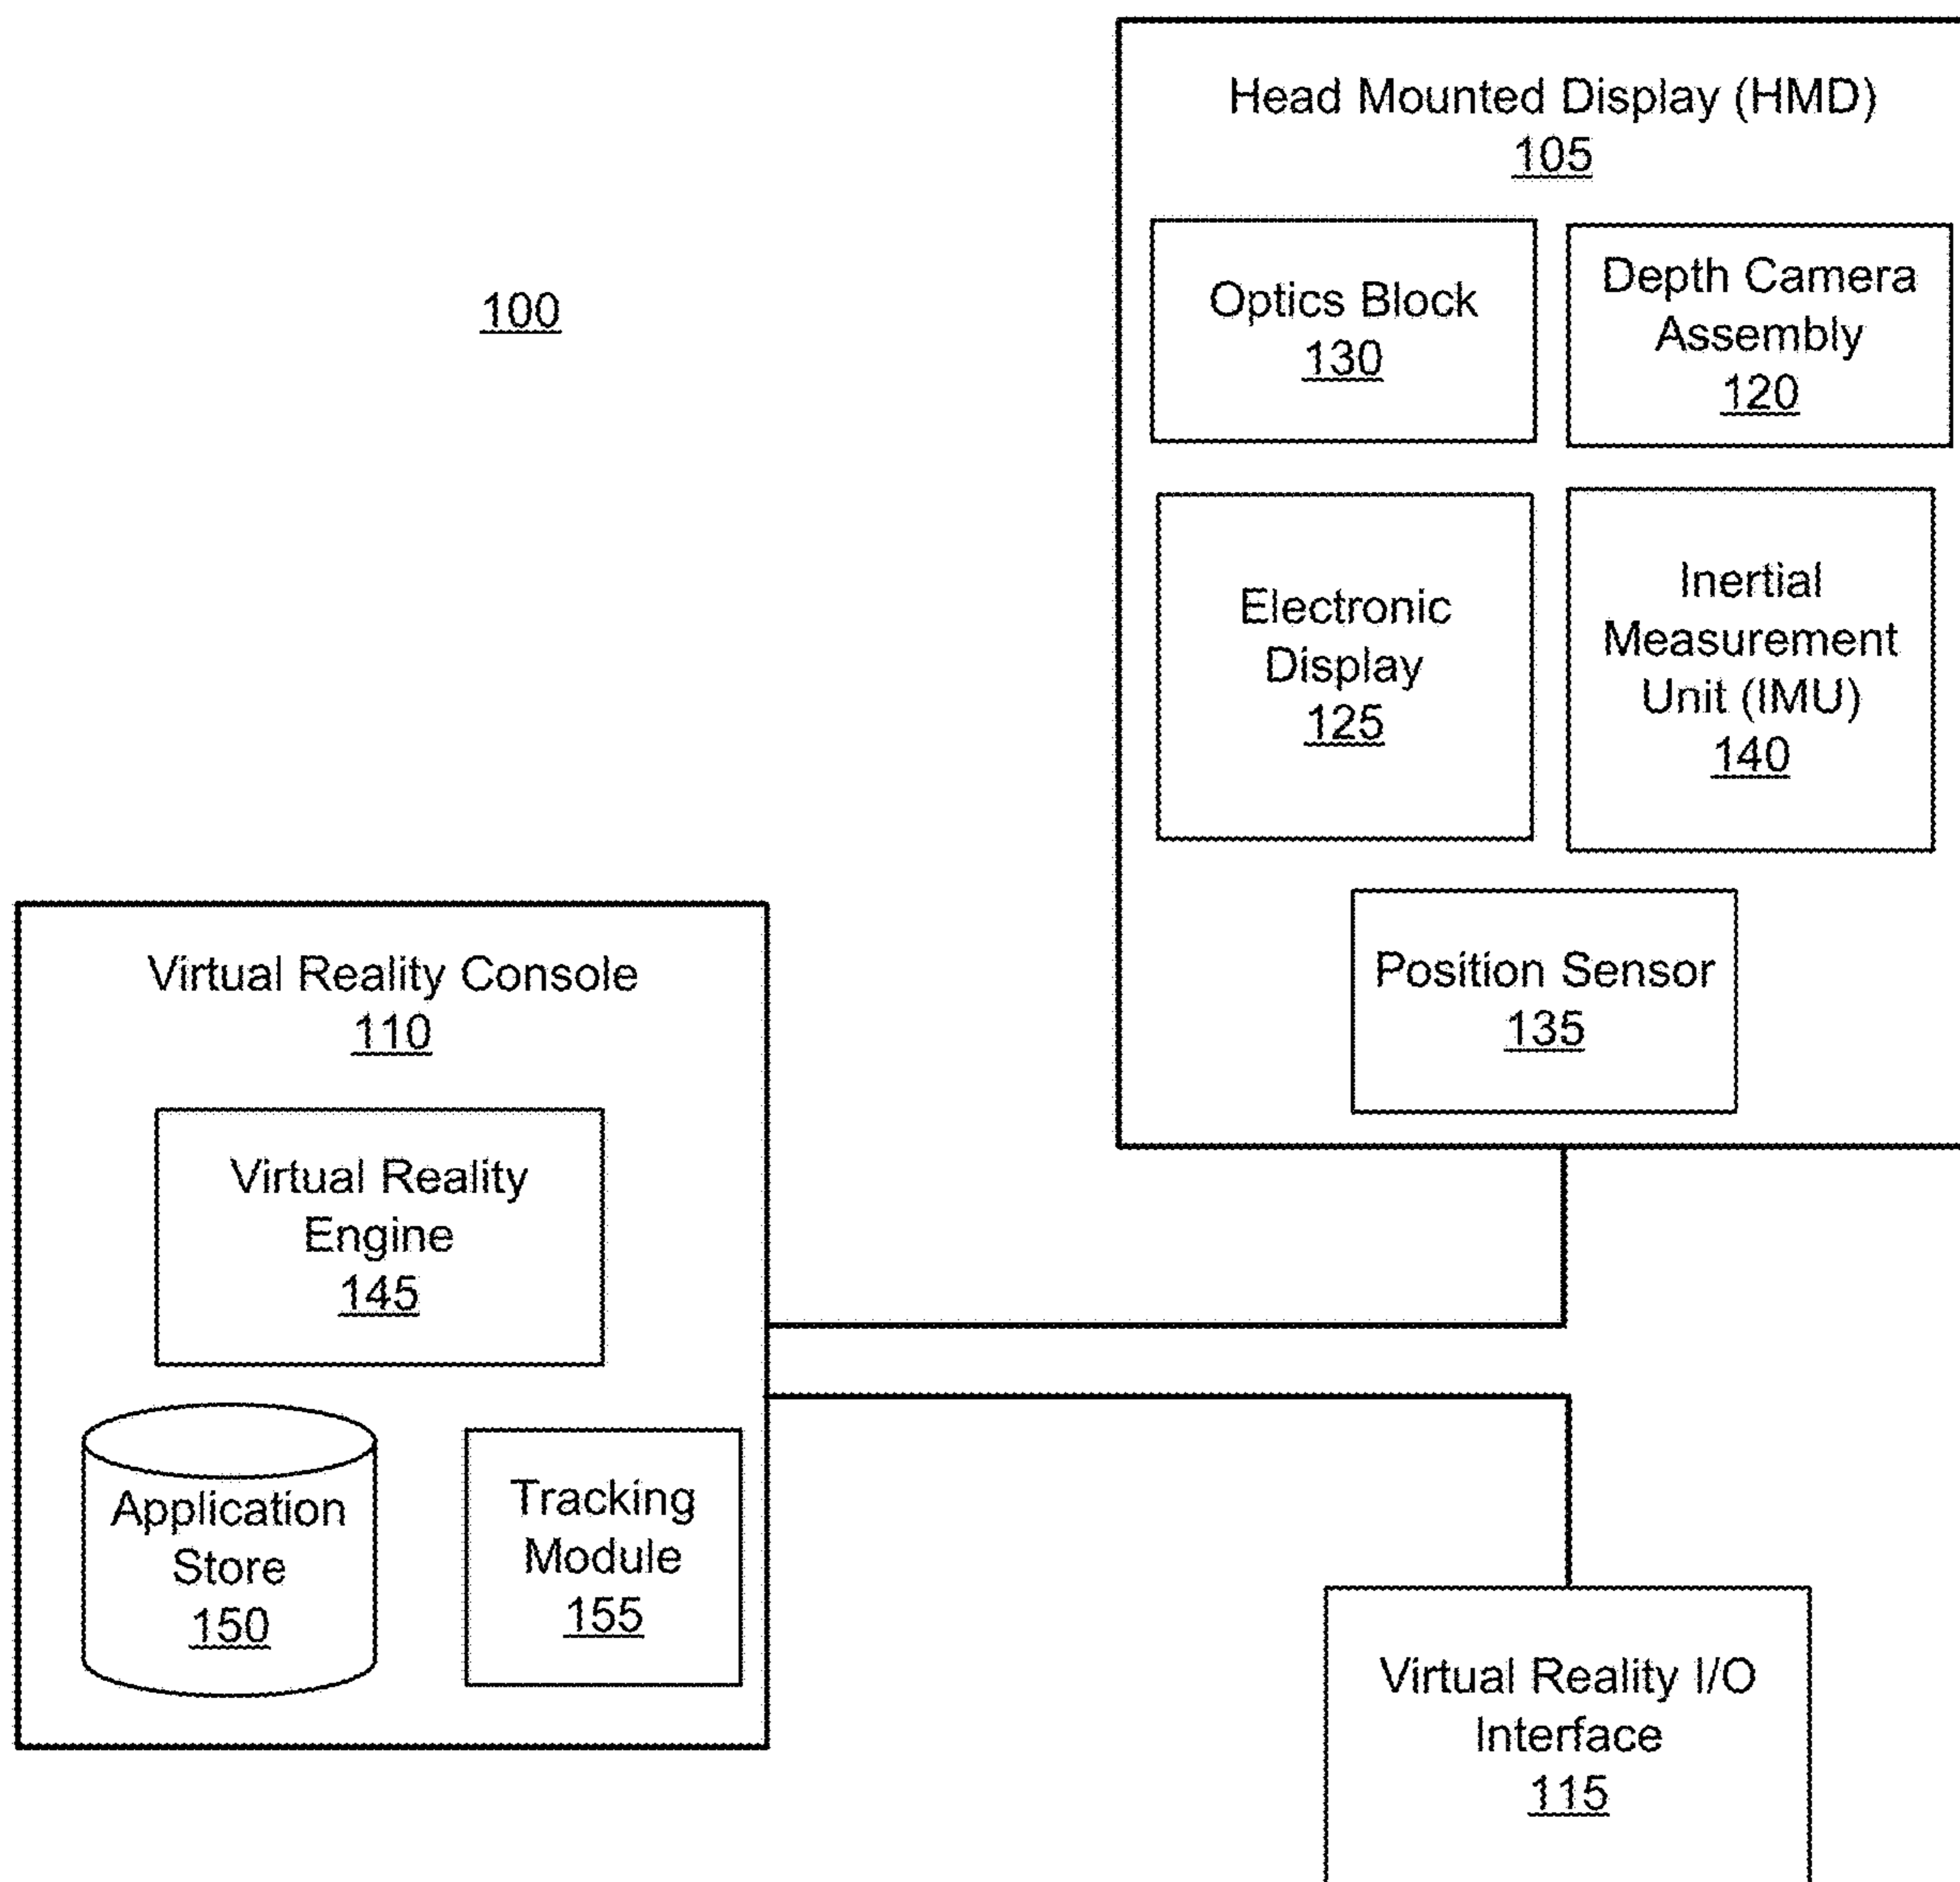 100
Head Mounted Display (HMD)
105
Optics Block
130
Depth Camera
Assembly
120
Electronic
Display
125
Inertial
Measurement
Unit (IMU)
140
Position Sensor
135
Virtual Reality Console
110
Virtual Reality
Engine
145
Application
Store
150
Tracking
Module
155
Virtual Reality I/O
Interface
115